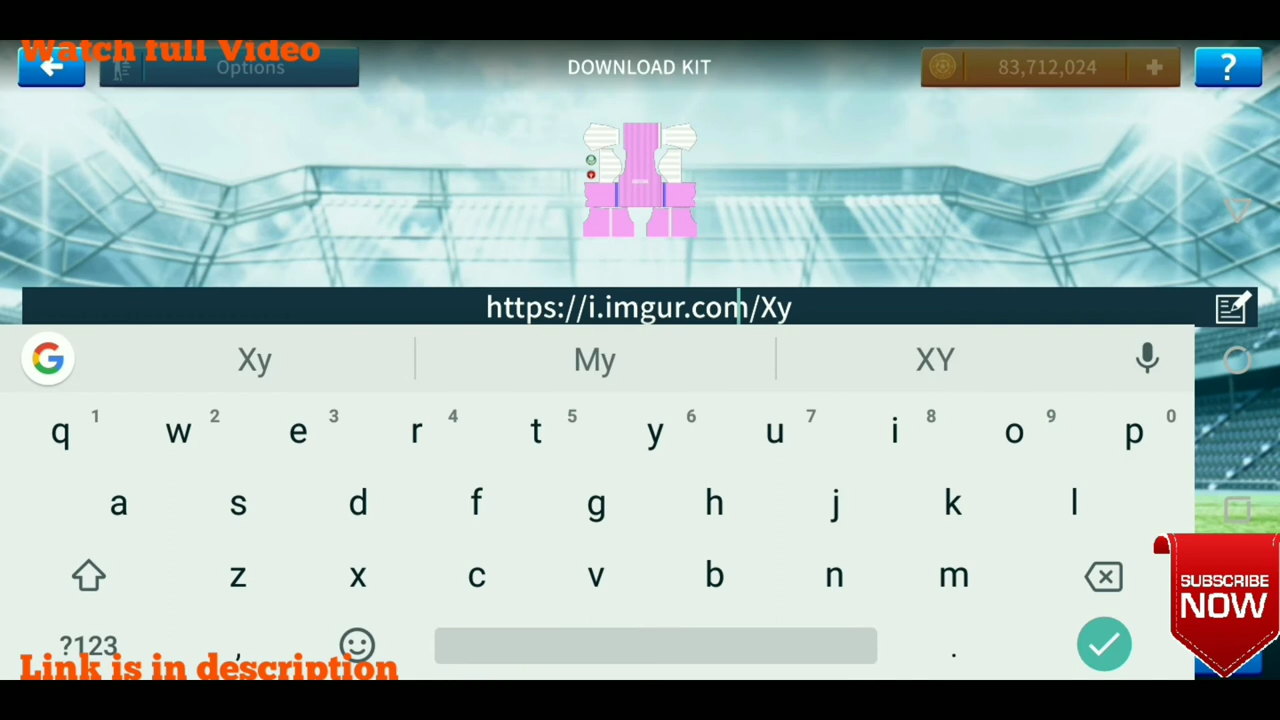 Watch full Video
Options
DOWNLOAD KIT
83,712,024
?
https://i.imgur.com/Xy
G
Xy
My
XY
q 1 w 2 e 3 r 4 t 5 y 6 u 7 i 8 o 9 p 0
a s d f g h j k l
z x c v b n m
?123 , .
SUBSCRIBE
NOW
Link is in description